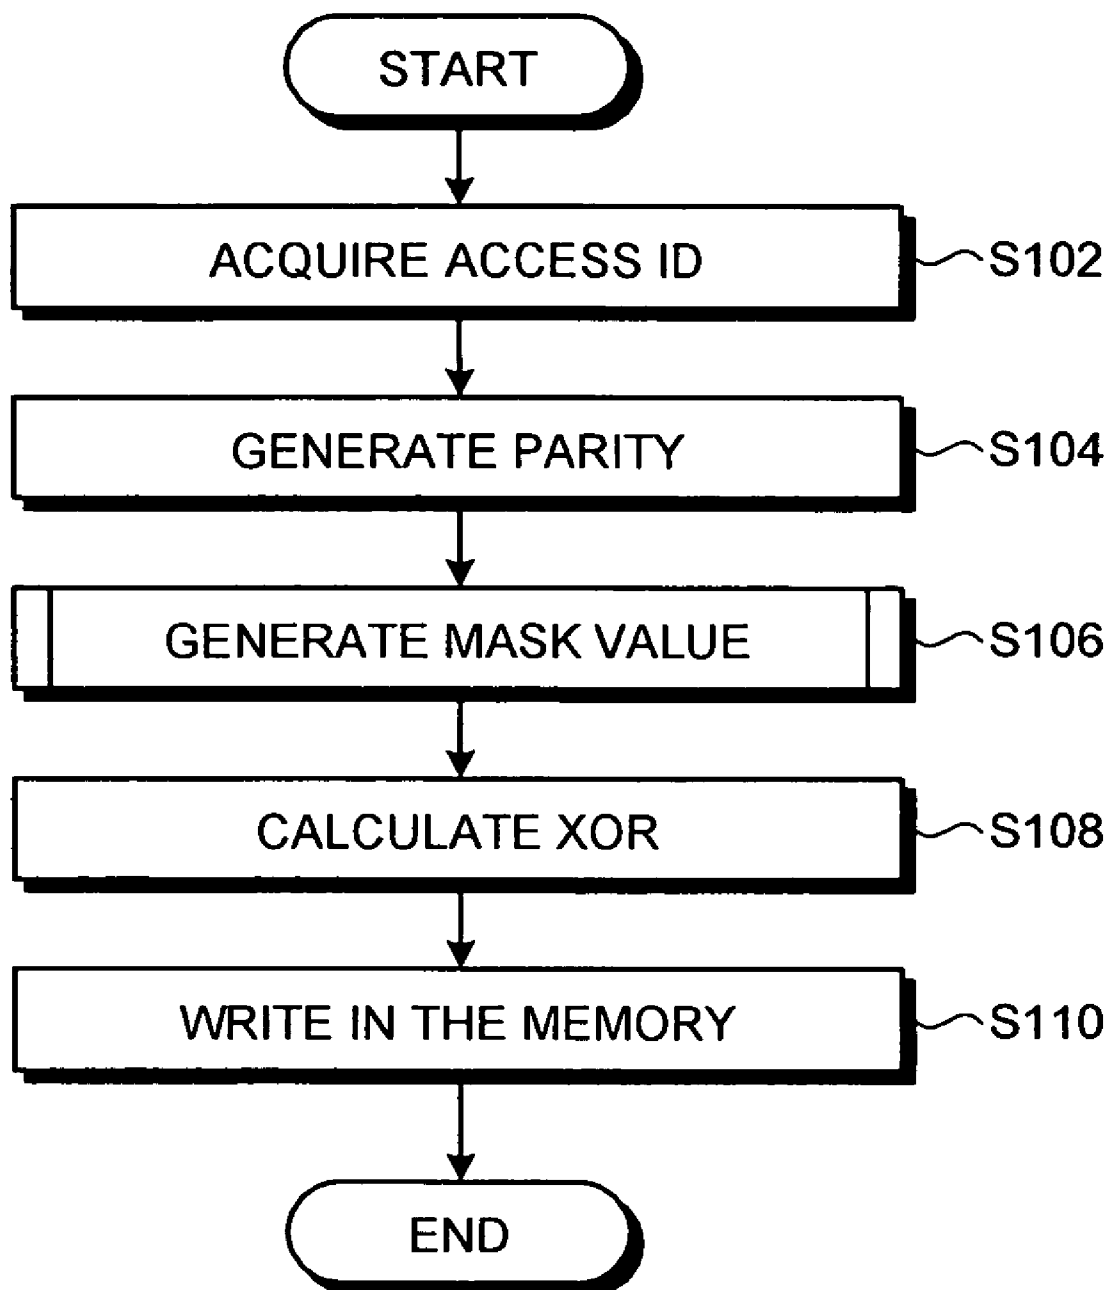 START
ACQUIRE ACCESS ID
S102
GENERATE PARITY
S104
GENERATE MASK VALUE
S106
CALCULATE XOR
S108
WRITE IN THE MEMORY
S110
END